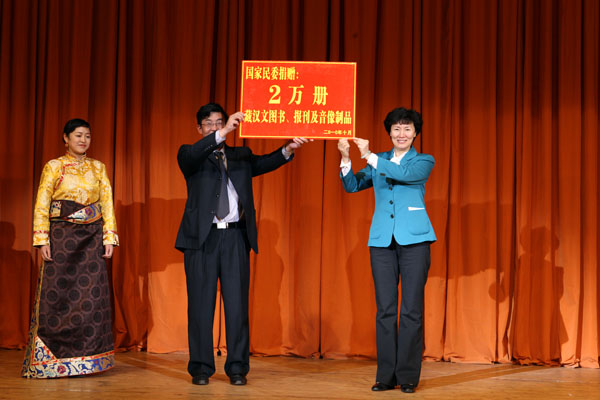 国家民委捐赠：
2万册
藏汉文图书、报刊及音像制品
二〇一〇年十月